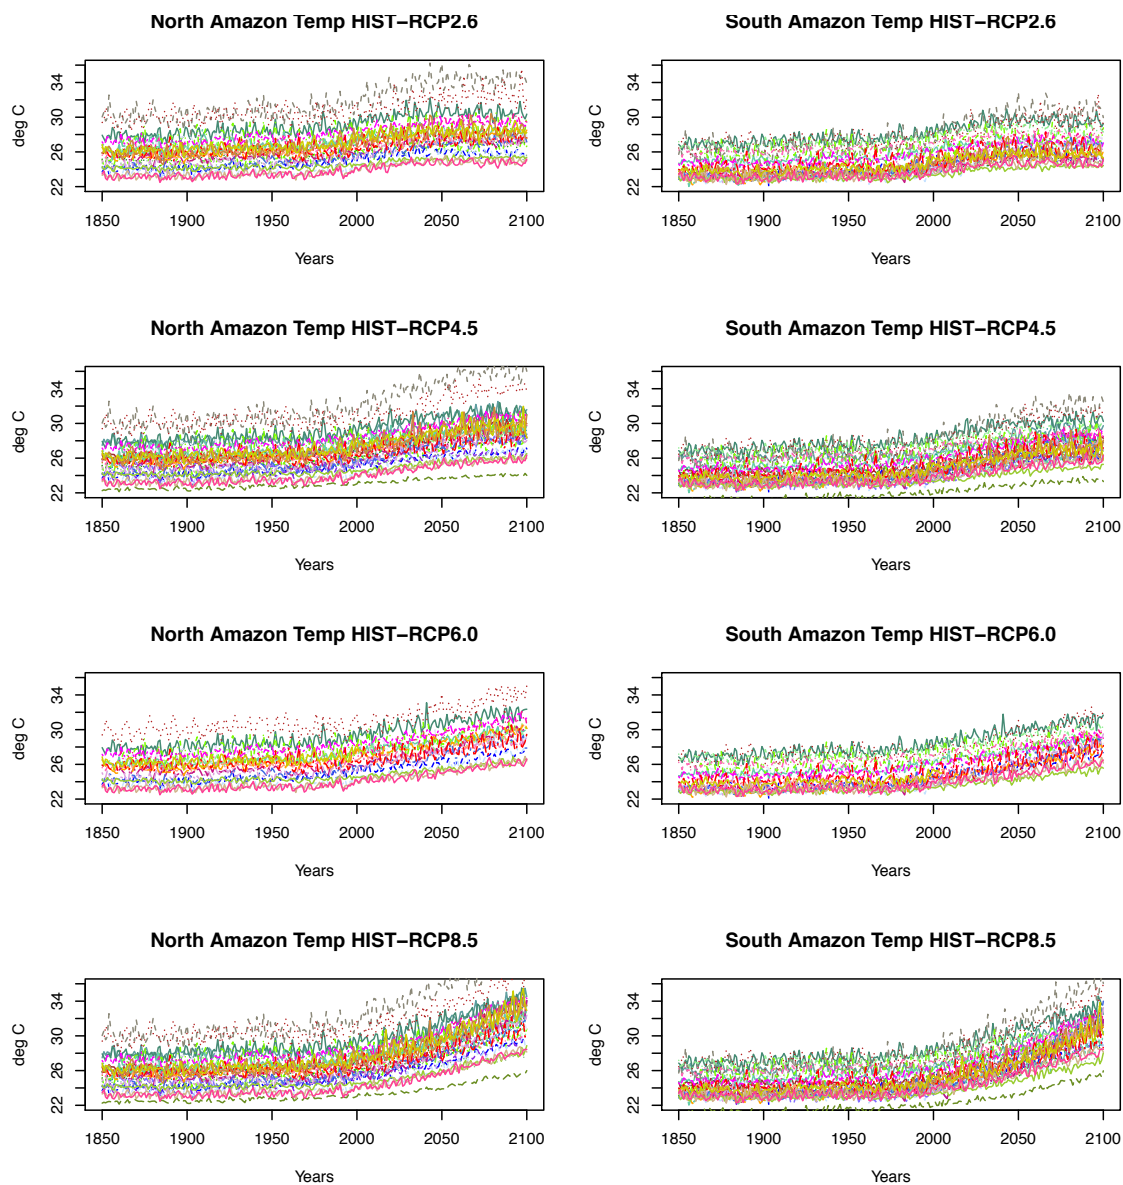 North Amazon Temp HIST−RCP2.6
South Amazon Temp HIST−RCP2.6
deg C
22 26 30 34
1850 1900 1950 2000 2050 2100
Years
deg C
22 26 30 34
1850 1900 1950 2000 2050 2100
Years
North Amazon Temp HIST−RCP4.5
South Amazon Temp HIST−RCP4.5
deg C
22 26 30 34
1850 1900 1950 2000 2050 2100
Years
deg C
22 26 30 34
1850 1900 1950 2000 2050 2100
Years
North Amazon Temp HIST−RCP6.0
South Amazon Temp HIST−RCP6.0
deg C
22 26 30 34
1850 1900 1950 2000 2050 2100
Years
deg C
22 26 30 34
1850 1900 1950 2000 2050 2100
Years
North Amazon Temp HIST−RCP8.5
South Amazon Temp HIST−RCP8.5
deg C
22 26 30 34
1850 1900 1950 2000 2050 2100
Years
deg C
22 26 30 34
1850 1900 1950 2000 2050 2100
Years